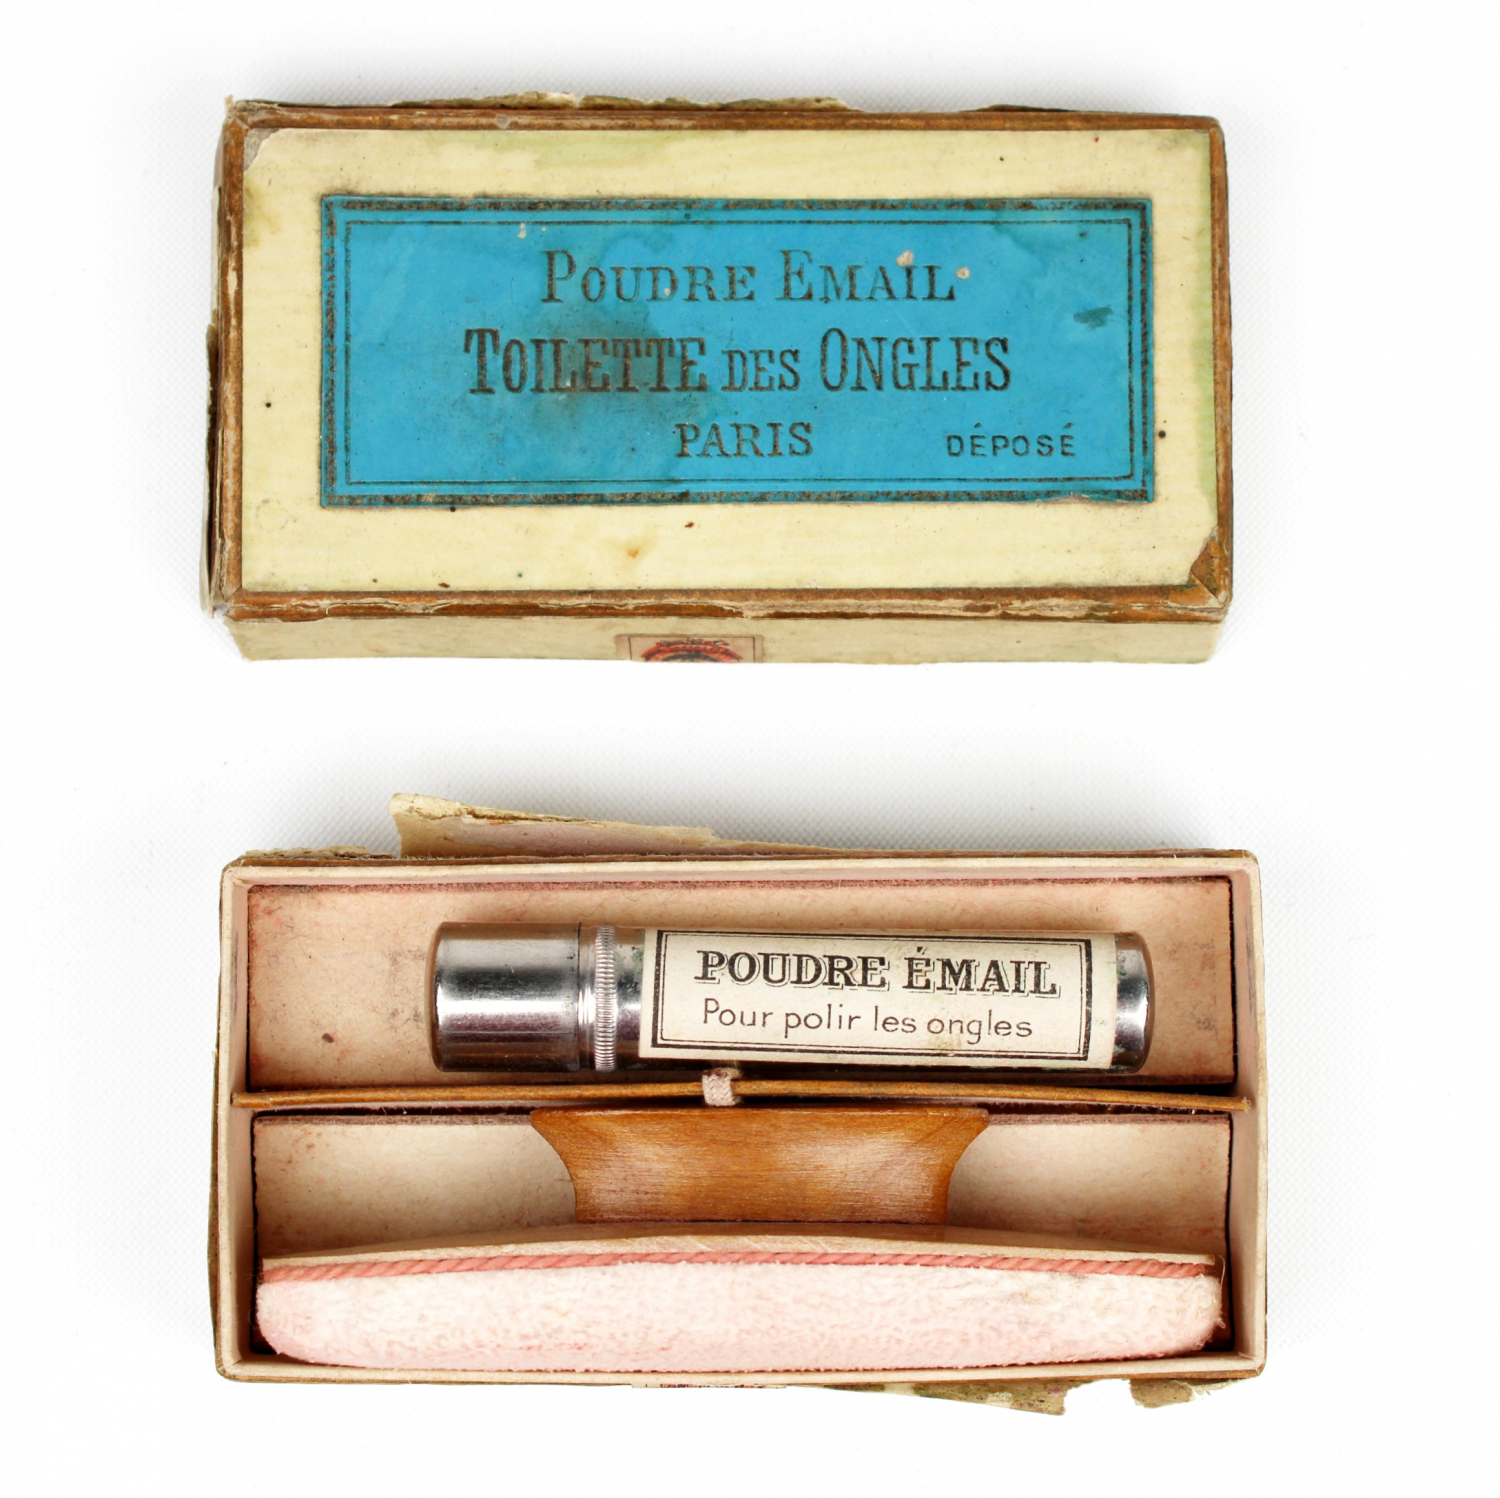 POUDRE EMAIL
TOILETTE DES ONGLES
PARIS DÉPOSÉ
POUDRE ÉMAIL
Pour polir les ongles